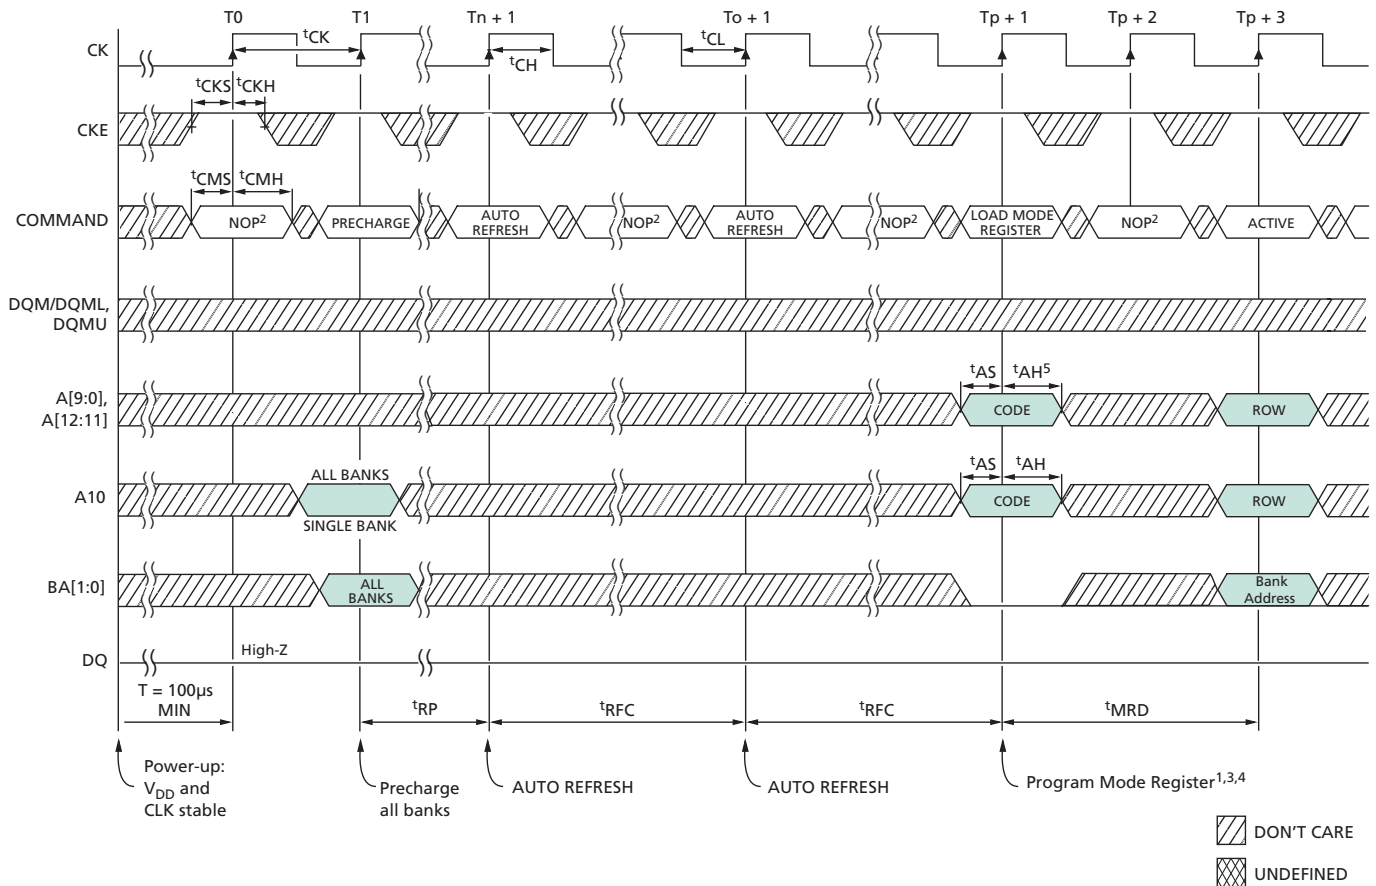 T0 T1 Tn + 1 To + 1 Tp + 1 Tp + 2 Tp + 3
CK
tCK
tCH
tCL
tCKS tCKH
CKE
tCMS tCMH
COMMAND
NOP2
PRECHARGE
AUTO
REFRESH
NOP2
AUTO
REFRESH
NOP2
LOAD MODE
REGISTER
NOP2
ACTIVE
DQM/DQML,
DQMU
A[9:0],
A[12:11]
tAS tAH5
CODE
ROW
A10
ALL BANKS
SINGLE BANK
tAS tAH
CODE
ROW
BA[1:0]
ALL
BANKS
Bank
Address
DQ
High-Z
T = 100µs
MIN
tRP
tRFC
tRFC
tMRD
Power-up:
VDD and
CLK stable
Precharge
all banks
AUTO REFRESH
AUTO REFRESH
Program Mode Register1,3,4
DON'T CARE
UNDEFINED